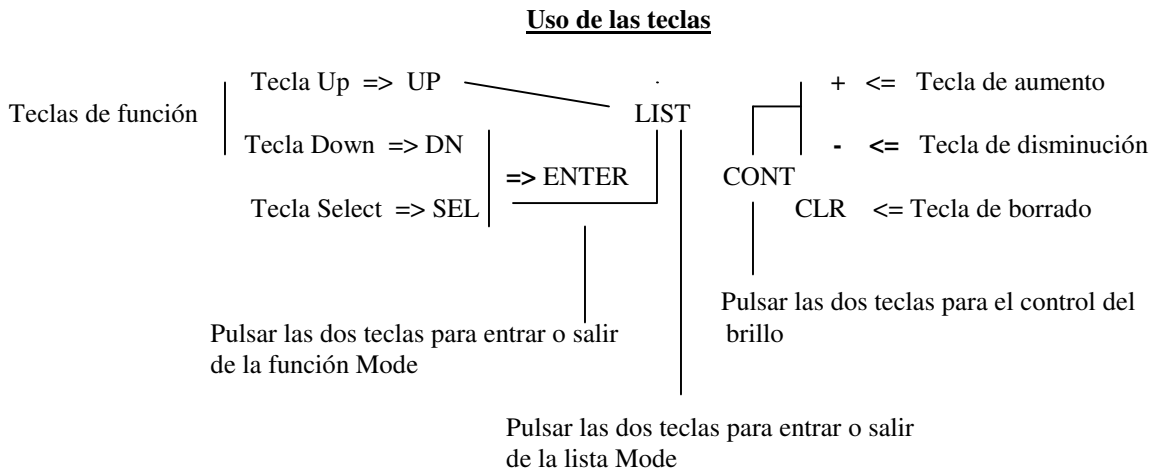 Uso de las teclas
Tecla Up => UP
+ <= Tecla de aumento
Teclas de función
LIST
Tecla Down => DN
- <= Tecla de disminución
=> ENTER
CONT
Tecla Select => SEL
CLR <= Tecla de borrado
Pulsar las dos teclas para el control del
brillo
Pulsar las dos teclas para entrar o salir
de la función Mode
Pulsar las dos teclas para entrar o salir
de la lista Mode